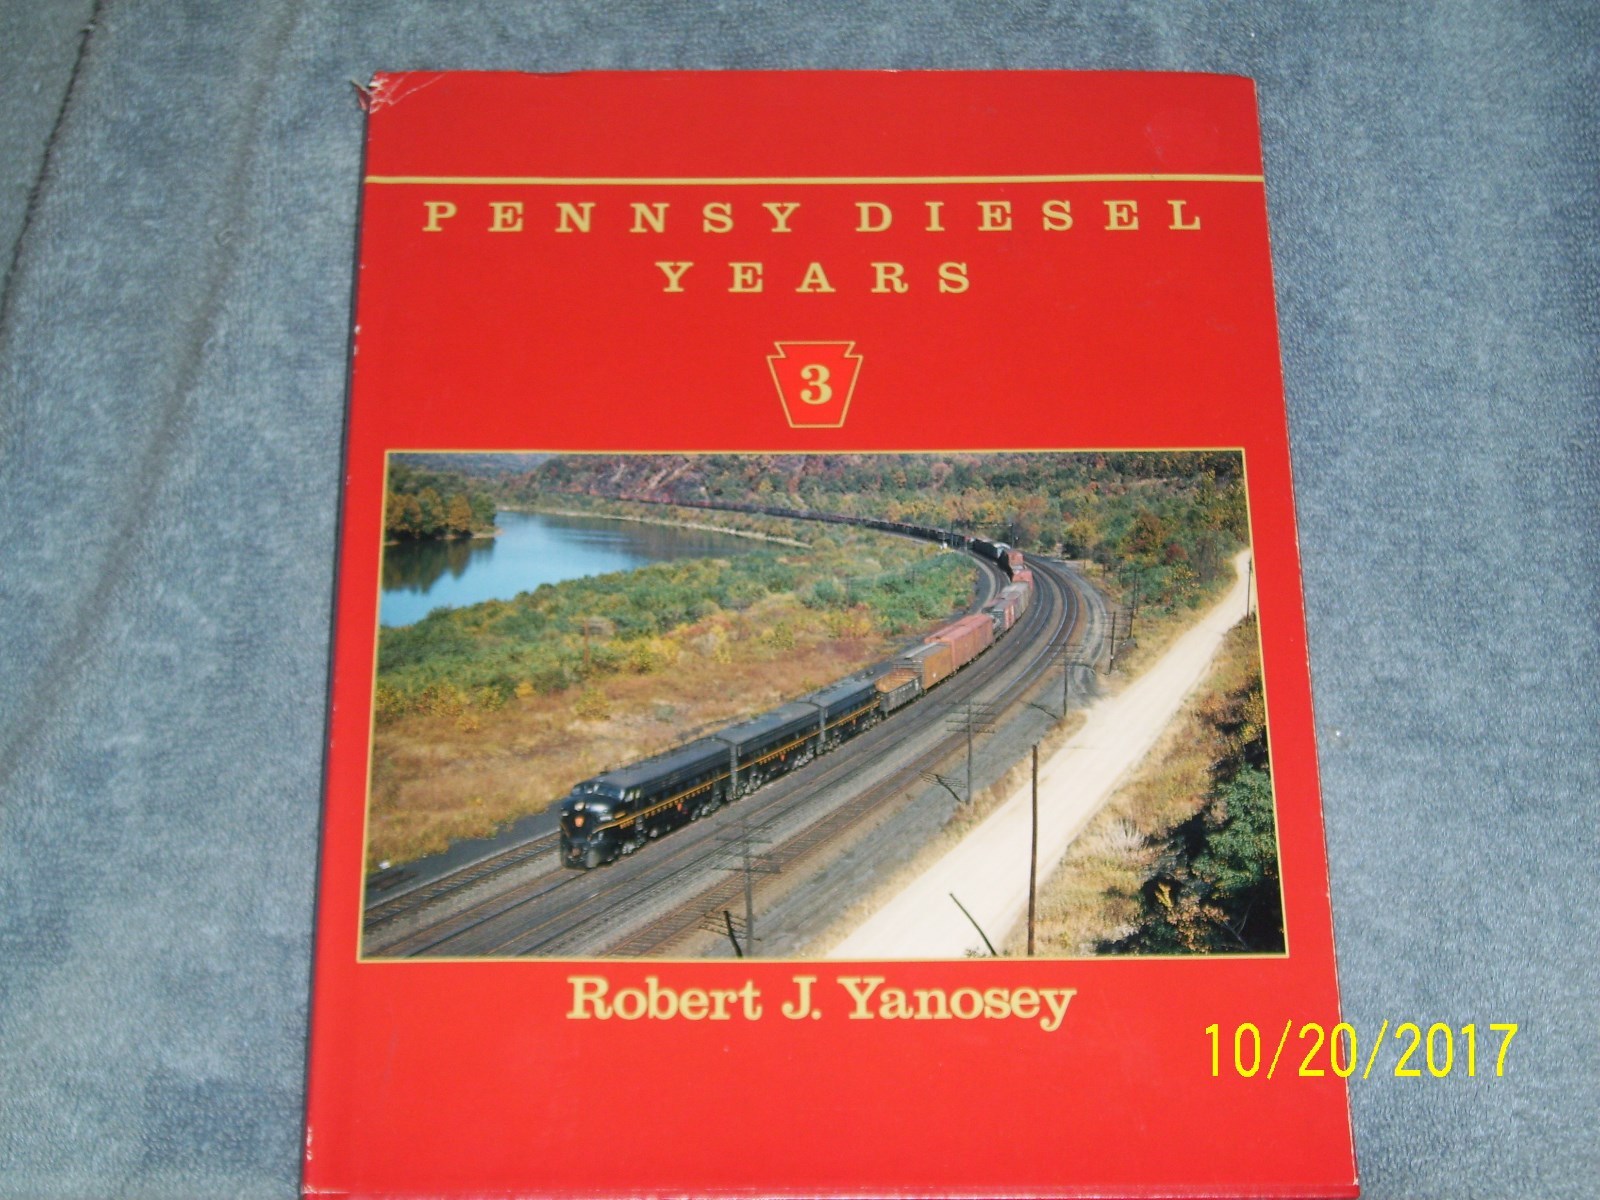 PENNSY DIESEL
YEARS
3
Robert J. Yanosey
10/20/2017